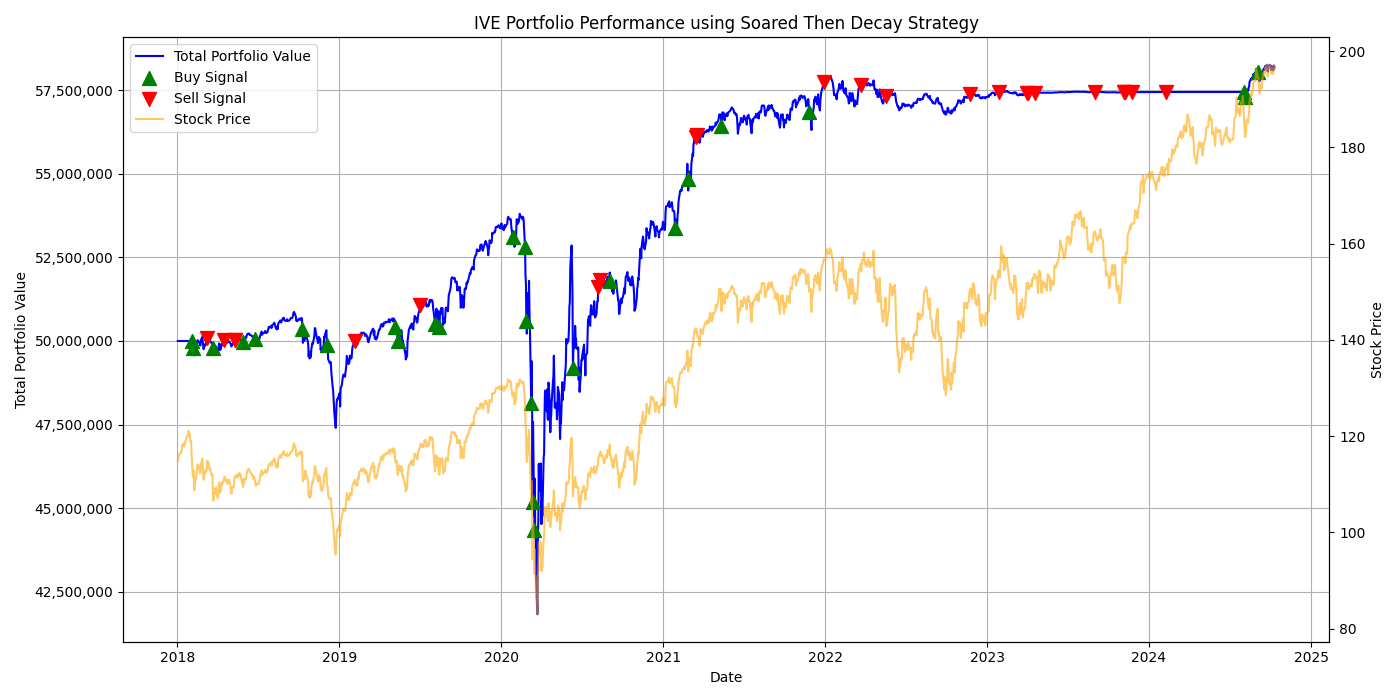 IVE Portfolio Performance using Soared Then Decay Strategy
Total Portfolio Value
Buy Signal
Sell Signal
Stock Price
57,500,000
55,000,000
52,500,000
50,000,000
47,500,000
45,000,000
42,500,000
Total Portfolio Value
200
180
160
140
120
100
80
Stock Price
2018 2019 2020 2021 2022 2023 2024 2025
Date